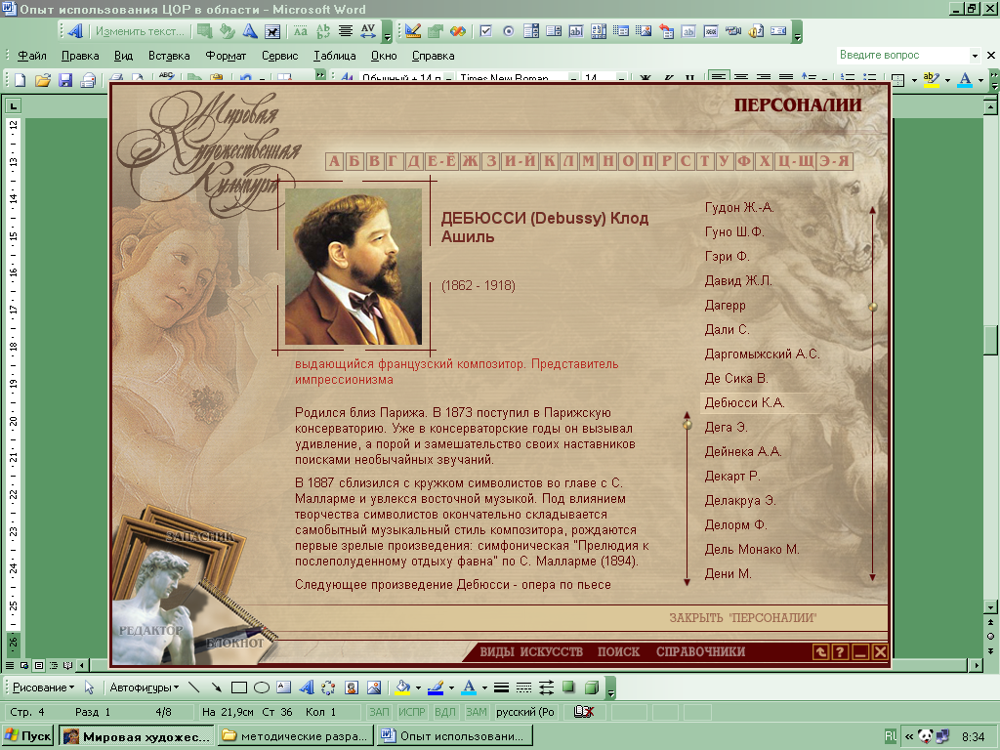 Опыт использования ЦОР в области - Microsoft Word
Изменить текст...
Файл Правка Вид Вставка Формат Сервис Таблица Окно Справка
Введите вопрос
Обычный + 14 п Times New Roman 14 Ж К Ч
ПЕРСОНАЛИИ
Мировая
Художественная
Культура
А Б В Г Д Е-Ё Ж З И-Й К Л М Н О П Р С Т У Ф Х Ц-Щ Э-Я
ДЕБЮССИ (Debussy) Клод
Ашиль
(1862 - 1918)
выдающийся французский композитор. Представитель
импрессионизма
Родился близ Парижа. В 1873 поступил в Парижскую
консерваторию. Уже в консерваторские годы он вызывал
удивление, а порой и замешательство своих наставников
поисками необычайных звучаний.
В 1887 сблизился с кружком символистов во главе с С.
Малларме и увлекся восточной музыкой. Под влиянием
творчества символистов окончательно складывается
самобытный музыкальный стиль композитора, рождаются
первые зрелые произведения: симфоническая "Прелюдия к
послеполуденному отдыху фавна" по С. Малларме (1894).
Следующее произведение Дебюсси - опера по пьесе
Гудон Ж.-А.
Гуно Ш.Ф.
Гэри Ф.
Давид Ж.Л.
Дагерр
Дали С.
Даргомыжский А.С.
Де Сика В.
Дебюсси К.А.
Дега Э.
Дейнека А.А.
Декарт Р.
Делакруа Э.
Делорм Ф.
Дель Монако М.
Дени М.
ЗАПАСНИК
РЕДАКТОР
БЛОКНОТ
ЗАКРЫТЬ "ПЕРСОНАЛИИ"
ВИДЫ ИСКУССТВ ПОИСК СПРАВОЧНИКИ
Рисование Автофигуры
Стр. 4 Разд 1 4/8 На 21,9см Ст 36 Кол 1 ЗАП ИСПР ВДЛ ЗАМ русский (Ро
Пуск Мировая художес... методические разра... Опыт использовани... RL 8:34